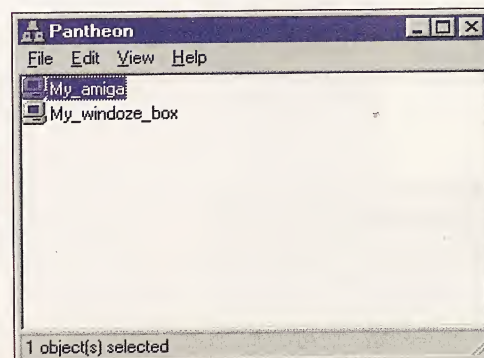 Pantheon
File Edit View Help
My_amiga
My_windoze_box
1 object(s) selected